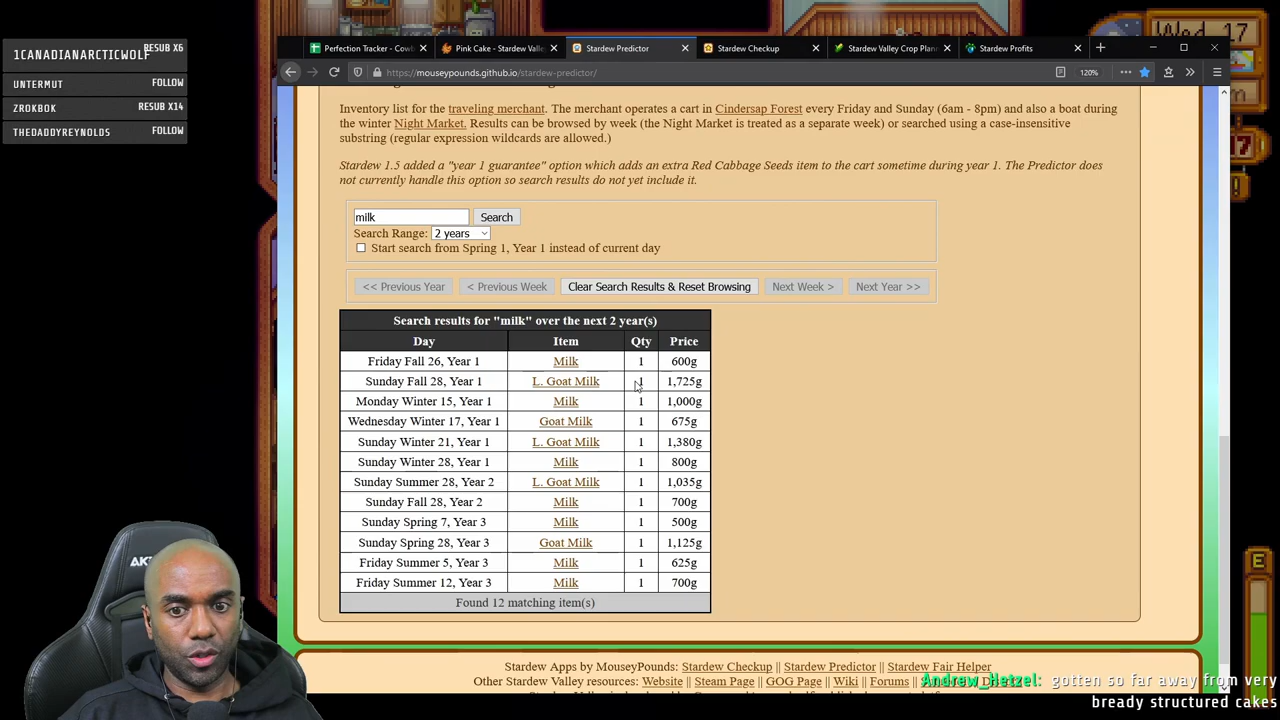 1CANADIANARCTICWOLF RESUB X6
UNTERMUT FOLLOW
ZROKBOK RESUB X14
THEDADDYREYNOLDS FOLLOW
Wed. 17
Perfection Tracker - Cowb
Pink Cake - Stardew Valley
Stardew Predictor
Stardew Checkup
Stardew Valley Crop Plann
Stardew Profits
https://mouseypounds.github.io/stardew-predictor/
120%
Inventory list for the traveling merchant. The merchant operates a cart in Cindersap Forest every Friday and Sunday (6am - 8pm) and also a boat during
the winter Night Market. Results can be browsed by week (the Night Market is treated as a separate week) or searched using a case-insensitive
substring (regular expression wildcards are allowed.)
Stardew 1.5 added a "year 1 guarantee" option which adds an extra Red Cabbage Seeds item to the cart sometime during year 1. The Predictor does
not currently handle this option so search results do not yet include it.
milk Search
Search Range: 2 years
Start search from Spring 1, Year 1 instead of current day
<< Previous Year < Previous Week Clear Search Results & Reset Browsing Next Week > Next Year >>
Search results for "milk" over the next 2 year(s)
Day Item Qty Price
Friday Fall 26, Year 1 Milk 1 600g
Sunday Fall 28, Year 1 L. Goat Milk 1 1,725g
Monday Winter 15, Year 1 Milk 1 1,000g
Wednesday Winter 17, Year 1 Goat Milk 1 675g
Sunday Winter 21, Year 1 L. Goat Milk 1 1,380g
Sunday Winter 28, Year 1 Milk 1 800g
Sunday Summer 28, Year 2 L. Goat Milk 1 1,035g
Sunday Fall 28, Year 2 Milk 1 700g
Sunday Spring 7, Year 3 Milk 1 500g
Sunday Spring 28, Year 3 Goat Milk 1 1,125g
Friday Summer 5, Year 3 Milk 1 625g
Friday Summer 12, Year 3 Milk 1 700g
Found 12 matching item(s)
Stardew Apps by MouseyPounds: Stardew Checkup || Stardew Predictor || Stardew Fair Helper
Other Stardew Valley resources: Website || Steam Page || GOG Page || Wiki || Forums ||
Andrew_Hetzel: gotten so far away from very
bready structured cakes
E